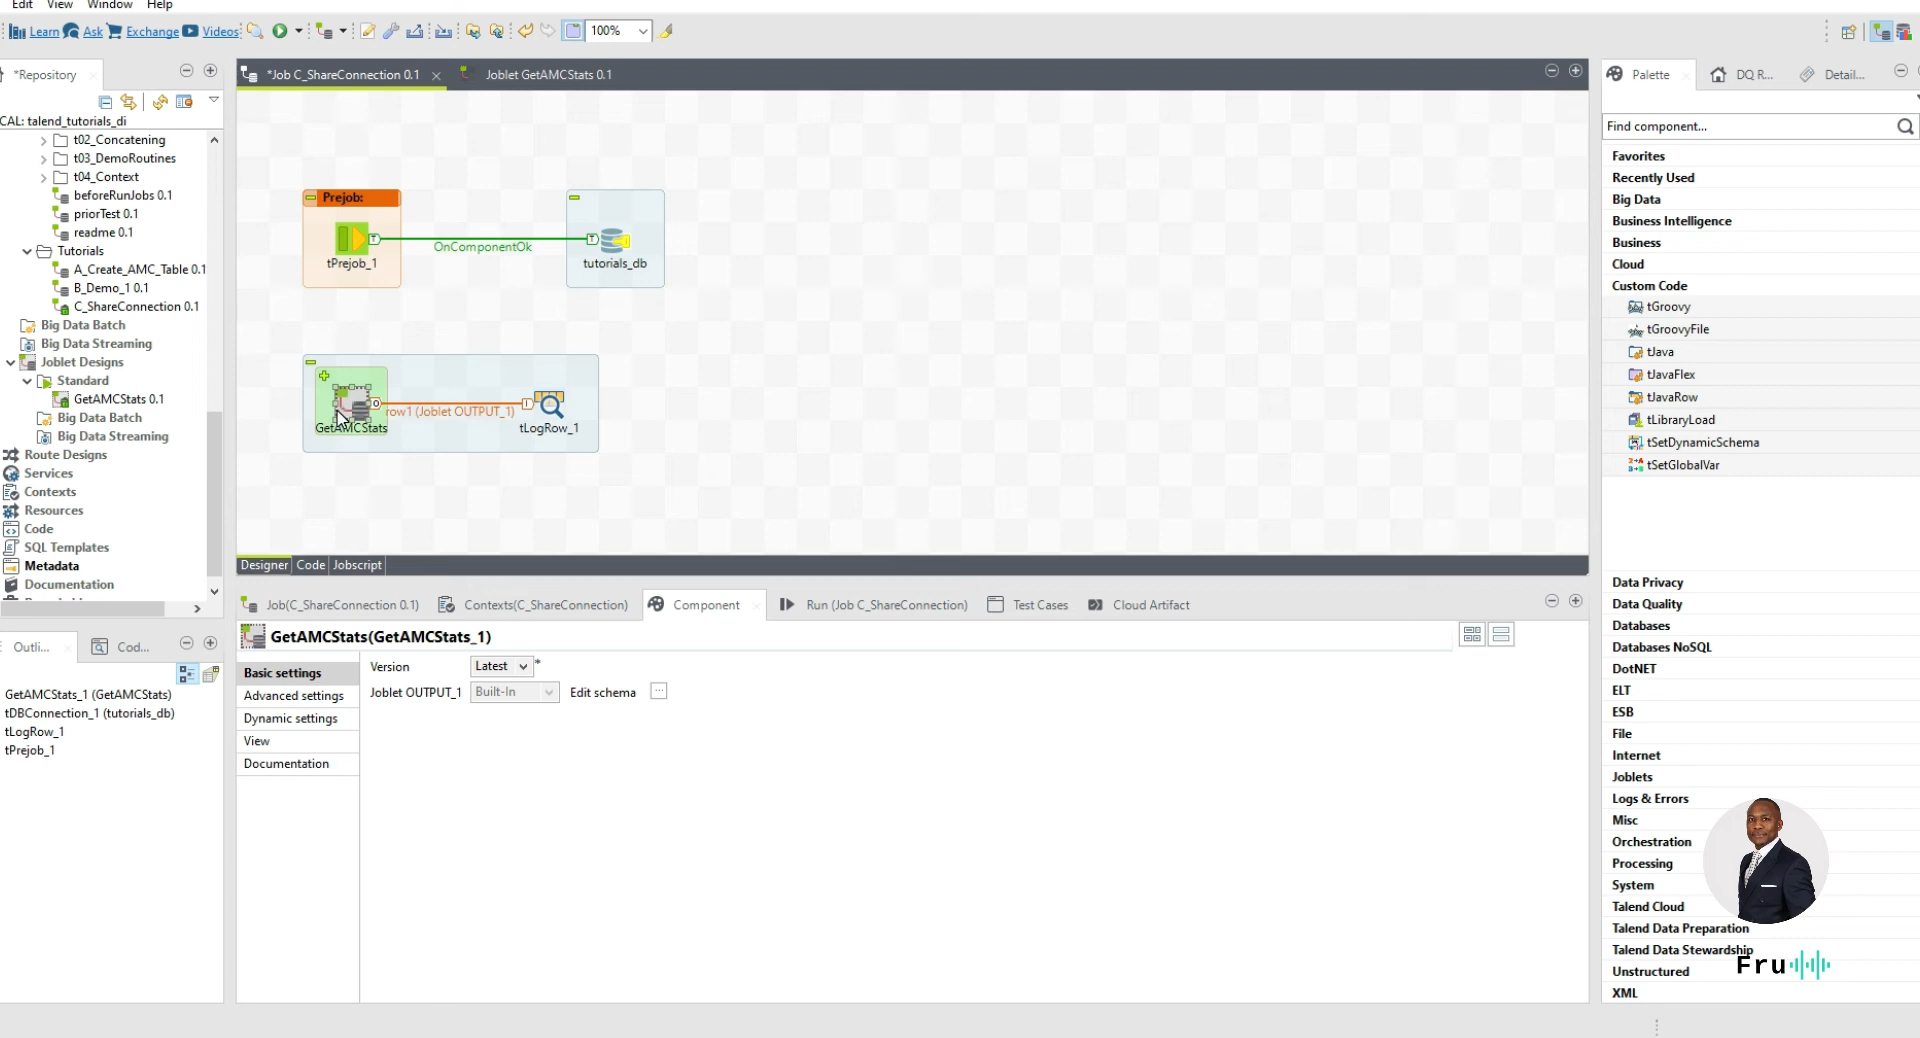 Edit View Window Help
Learn Ask Exchange Videos 100%
*Repository
CAL: talend_tutorials_di
t02_Concatening
t03_DemoRoutines
t04_Context
beforeRunJobs 0.1
priorTest 0.1
readme 0.1
Tutorials
A_Create_AMC_Table 0.1
B_Demo_1 0.1
C_ShareConnection 0.1
Big Data Batch
Big Data Streaming
Joblet Designs
Standard
GetAMCStats 0.1
Big Data Batch
Big Data Streaming
Route Designs
Services
Contexts
Resources
Code
SQL Templates
Metadata
Documentation
Outli... Cod...
GetAMCStats_1 (GetAMCStats)
tDBConnection_1 (tutorials_db)
tLogRow_1
tPrejob_1
*Job C_ShareConnection 0.1 Joblet GetAMCStats 0.1
Prejob:
OnComponentOk
tPrejob_1 tutorials_db
row1 (Joblet OUTPUT_1)
GetAMCStats tLogRow_1
Designer Code Jobscript
Job(C_ShareConnection 0.1) Contexts(C_ShareConnection) Component Run (Job C_ShareConnection) Test Cases Cloud Artifact
GetAMCStats(GetAMCStats_1)
Basic settings
Advanced settings
Dynamic settings
View
Documentation
Version Latest *
Joblet OUTPUT_1 Built-In Edit schema ...
Palette DQ R... Detail...
Find component...
Favorites
Recently Used
Big Data
Business Intelligence
Business
Cloud
Custom Code
tGroovy
tGroovyFile
tJava
tJavaFlex
tJavaRow
tLibraryLoad
tSetDynamicSchema
tSetGlobalVar
Data Privacy
Data Quality
Databases
Databases NoSQL
DotNET
ELT
ESB
File
Internet
Joblets
Logs & Errors
Misc
Orchestration
Processing
System
Talend Cloud
Talend Data Preparation
Talend Data Stewardship
Unstructured
XML
Fru